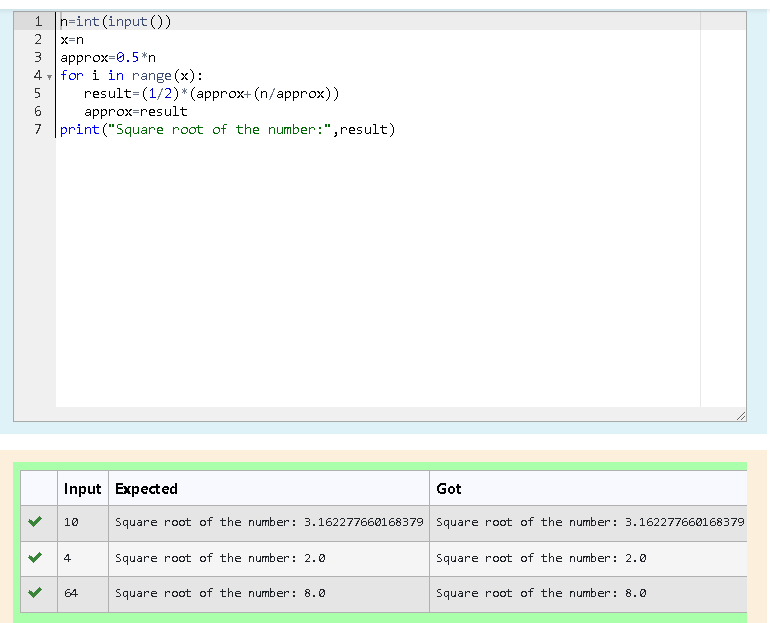 1 n=int(input())
2 x=n
3 approx=0.5*n
4 for i in range(x):
5 result=(1/2)*(approx+(n/approx))
6 approx=result
7 print("Square root of the number:",result)
Input Expected Got
10 Square root of the number: 3.162277660168379 Square root of the number: 3.162277660168379
4 Square root of the number: 2.0 Square root of the number: 2.0
64 Square root of the number: 8.0 Square root of the number: 8.0